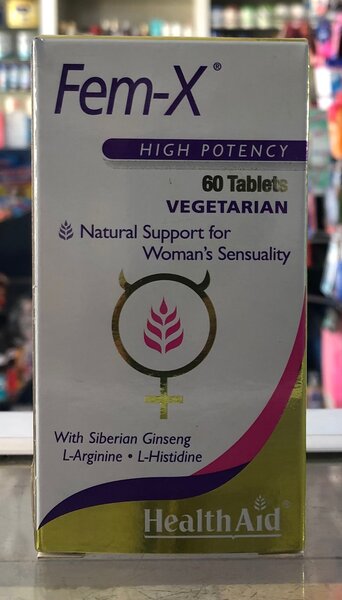 Fem-X®
HIGH POTENCY
60 Tablets
VEGETARIAN
Natural Support for
Woman's Sensuality
With Siberian Ginseng
L-Arginine • L-Histidine
HealthAid®